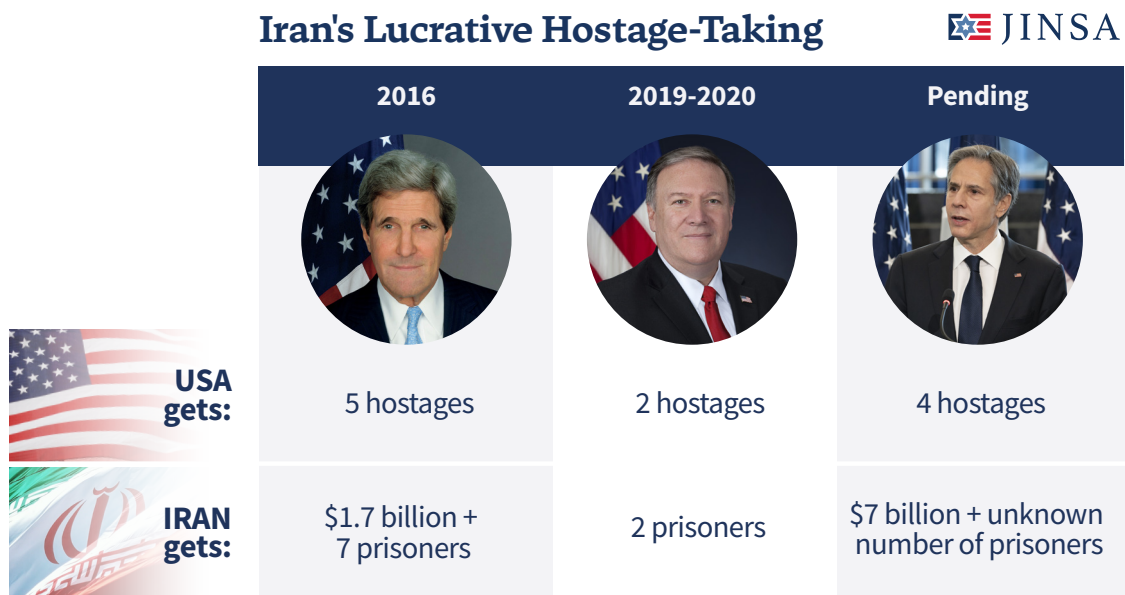 Iran's Lucrative Hostage-Taking
JINSA
2016
2019-2020
Pending
USA
gets:
5 hostages
2 hostages
4 hostages
IRAN
gets:
$1.7 billion +
7 prisoners
2 prisoners
$7 billion + unknown
number of prisoners